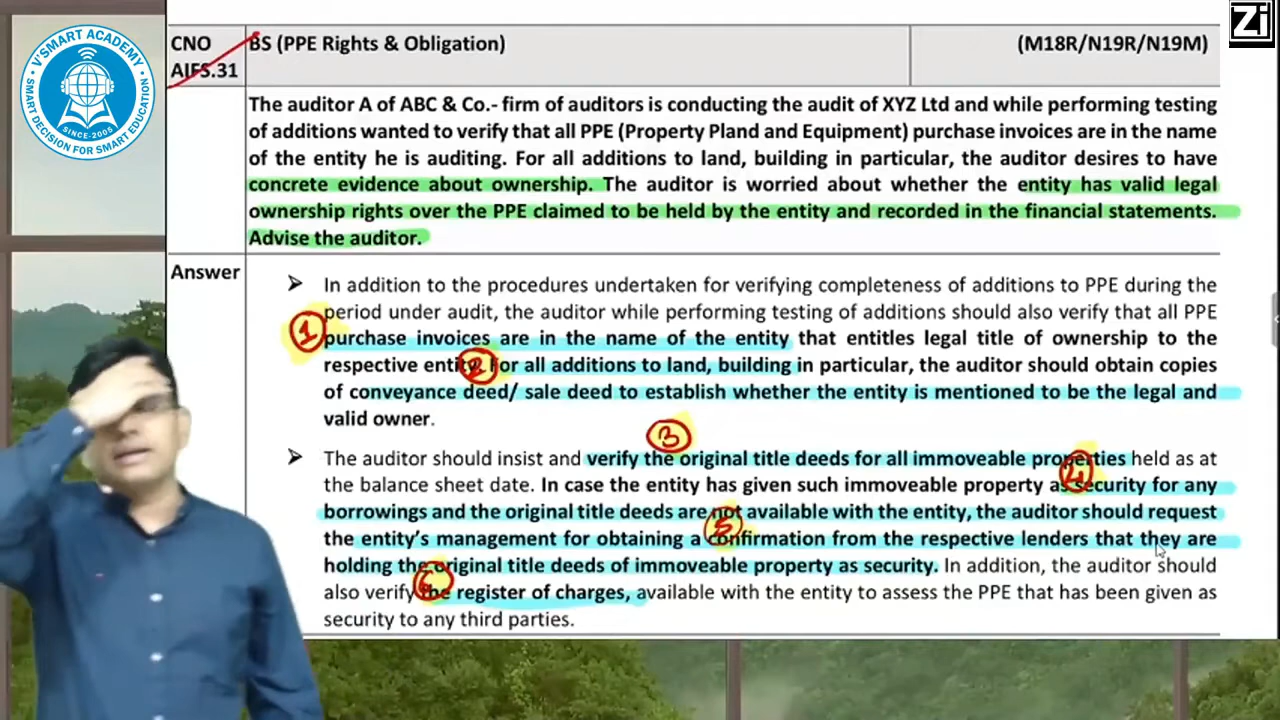 V'SMART ACADEMY
SINCE-2005
SMART DECISION FOR SMART EDUCATION
Zi
CNO BS (PPE Rights & Obligation) (M18R/N19R/N19M)
AIFS.31
The auditor A of ABC & Co.- firm of auditors is conducting the audit of XYZ Ltd and while performing testing
of additions wanted to verify that all PPE (Property Pland and Equipment) purchase invoices are in the name
of the entity he is auditing. For all additions to land, building in particular, the auditor desires to have
concrete evidence about ownership. The auditor is worried about whether the entity has valid legal
ownership rights over the PPE claimed to be held by the entity and recorded in the financial statements.
Advise the auditor.
Answer
➤ In addition to the procedures undertaken for verifying completeness of additions to PPE during the
period under audit, the auditor while performing testing of additions should also verify that all PPE
1 purchase invoices are in the name of the entity that entitles legal title of ownership to the
respective entity. 2 For all additions to land, building in particular, the auditor should obtain copies
of conveyance deed/ sale deed to establish whether the entity is mentioned to be the legal and
valid owner.
3
➤ The auditor should insist and verify the original title deeds for all immoveable properties held as at
4
the balance sheet date. In case the entity has given such immoveable property as security for any
borrowings and the original title deeds are not available with the entity, the auditor should request
5
the entity's management for obtaining a confirmation from the respective lenders that they are
holding the original title deeds of immoveable property as security. In addition, the auditor should
6
also verify the register of charges, available with the entity to assess the PPE that has been given as
security to any third parties.